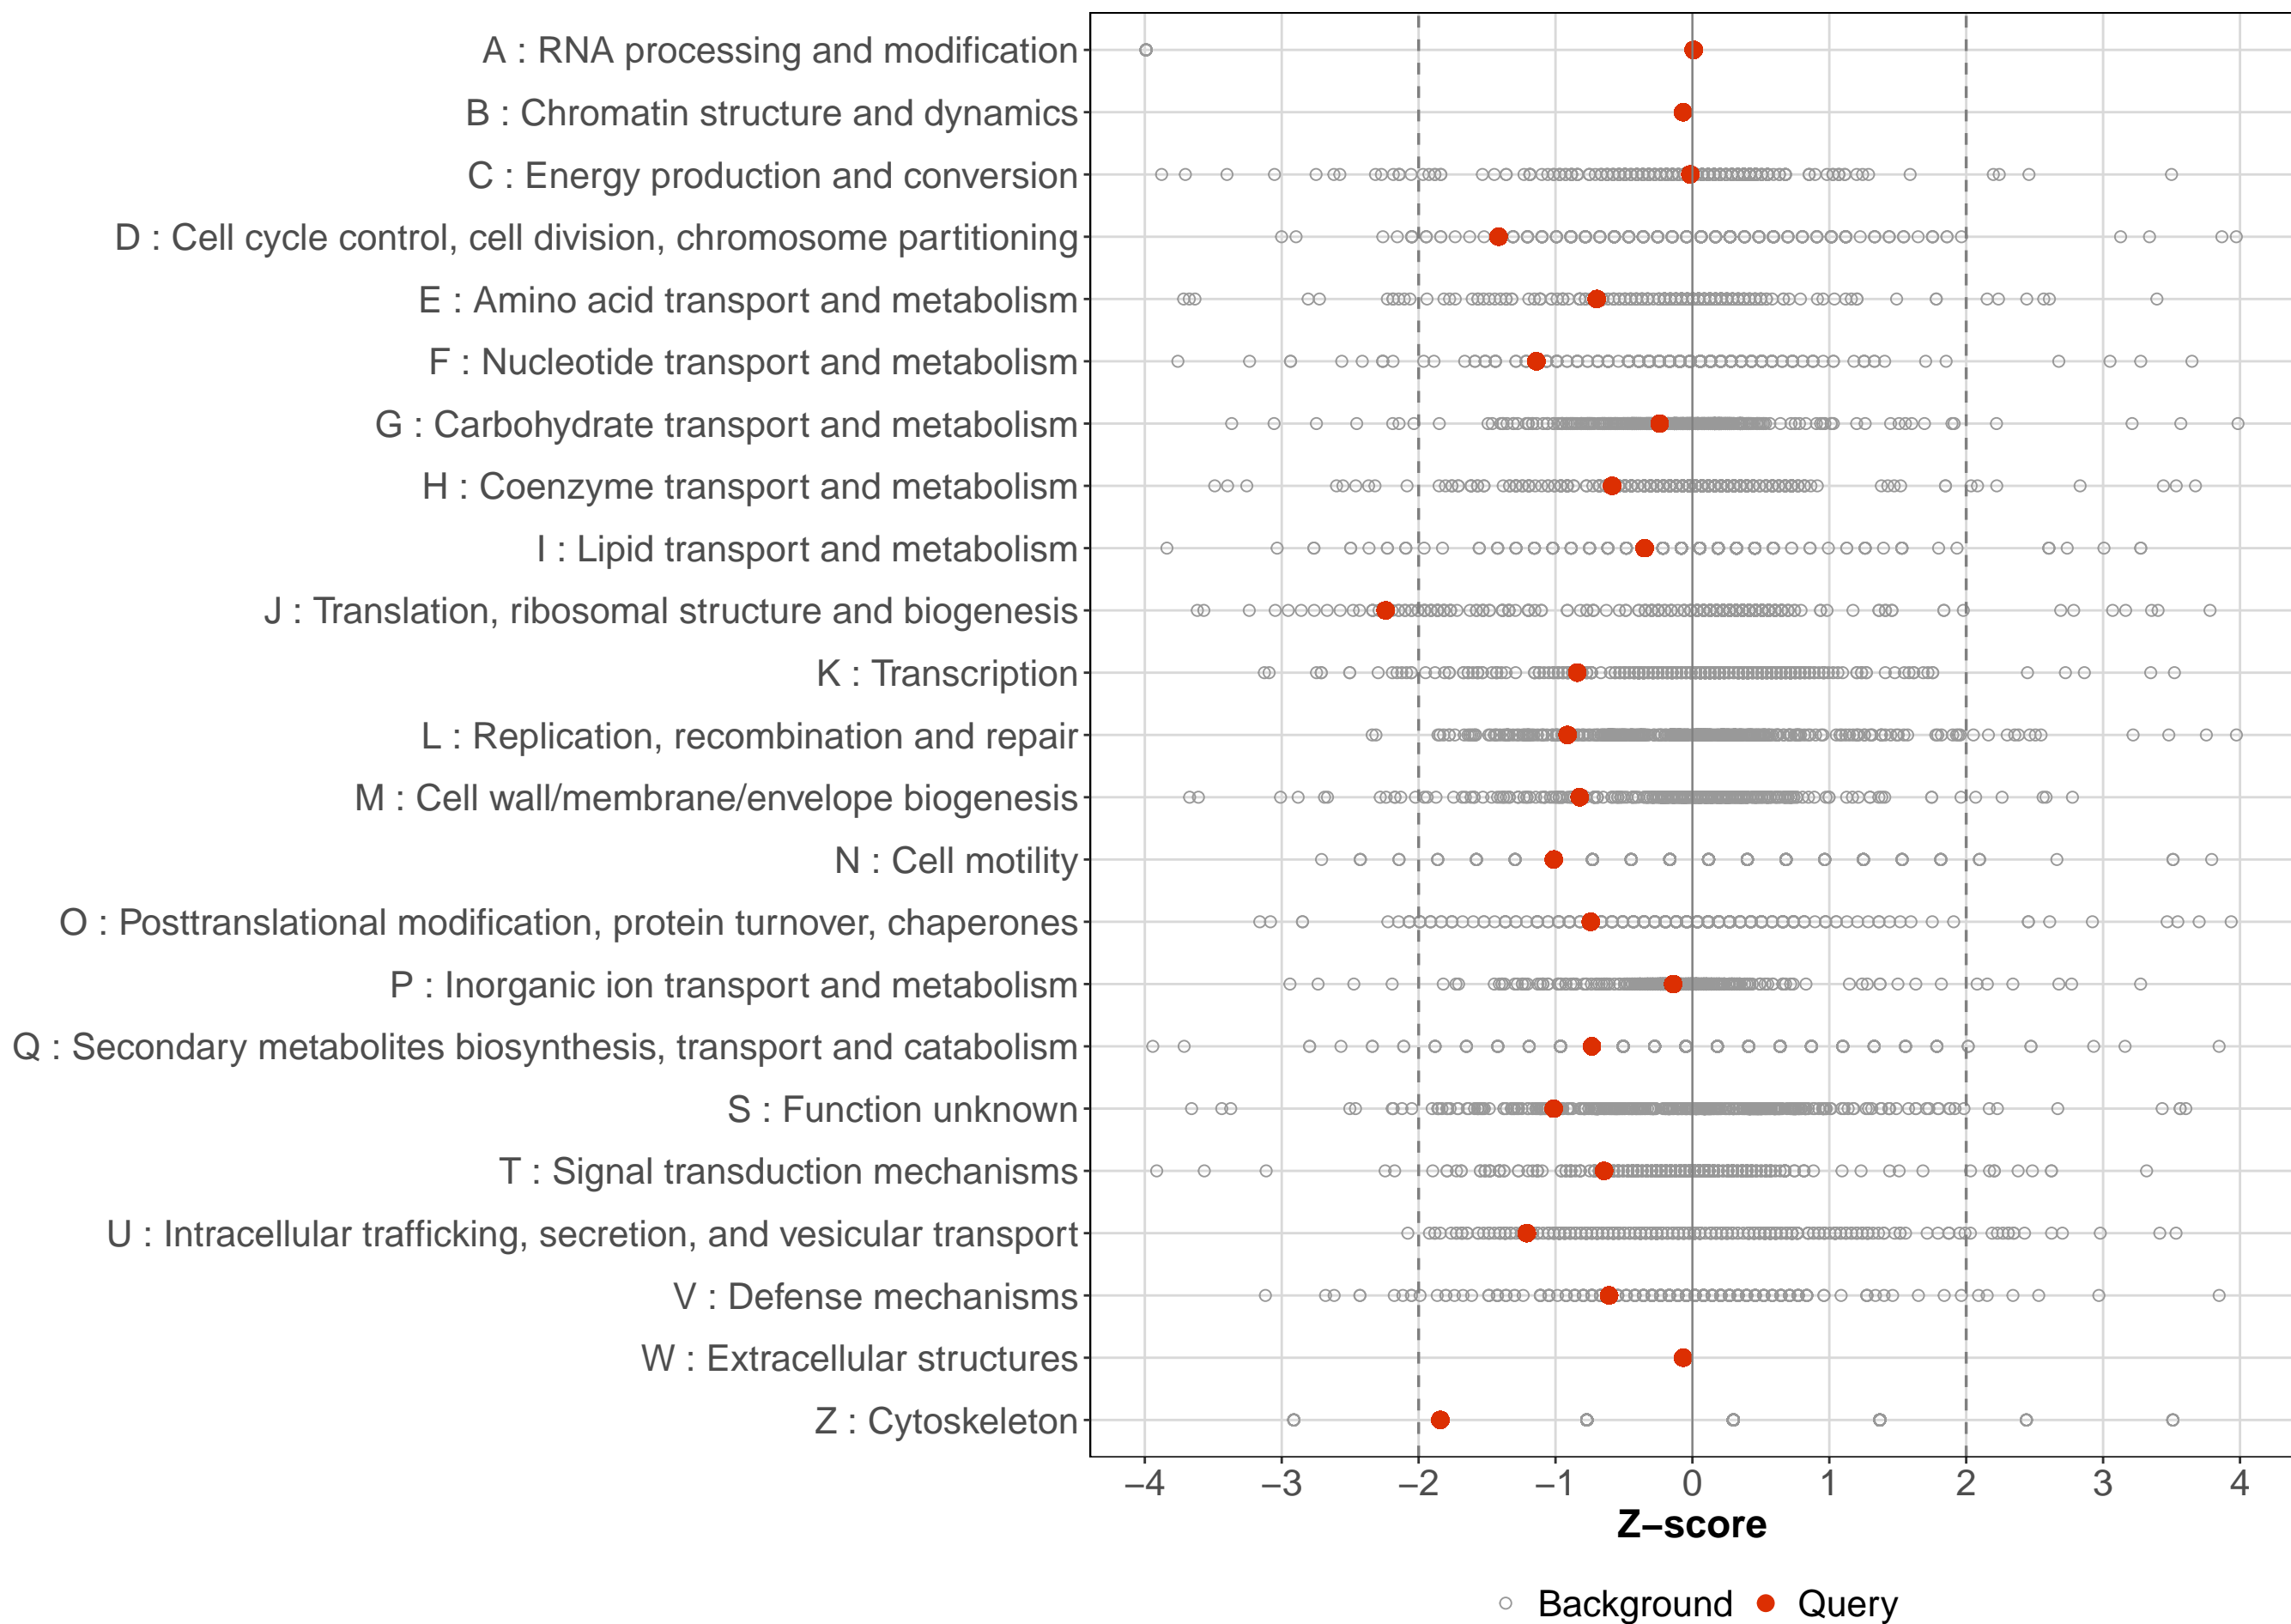 A : RNA processing and modification
B : Chromatin structure and dynamics
C : Energy production and conversion
D : Cell cycle control, cell division, chromosome partitioning
E : Amino acid transport and metabolism
F : Nucleotide transport and metabolism
G : Carbohydrate transport and metabolism
H : Coenzyme transport and metabolism
I : Lipid transport and metabolism
J : Translation, ribosomal structure and biogenesis
K : Transcription
L : Replication, recombination and repair
M : Cell wall/membrane/envelope biogenesis
N : Cell motility
O : Posttranslational modification, protein turnover, chaperones
P : Inorganic ion transport and metabolism
Q : Secondary metabolites biosynthesis, transport and catabolism
S : Function unknown
T : Signal transduction mechanisms
U : Intracellular trafficking, secretion, and vesicular transport
V : Defense mechanisms
W : Extracellular structures
Z : Cytoskeleton
−4 −3 −2 −1 0 1 2 3 4
Z−score
Background Query